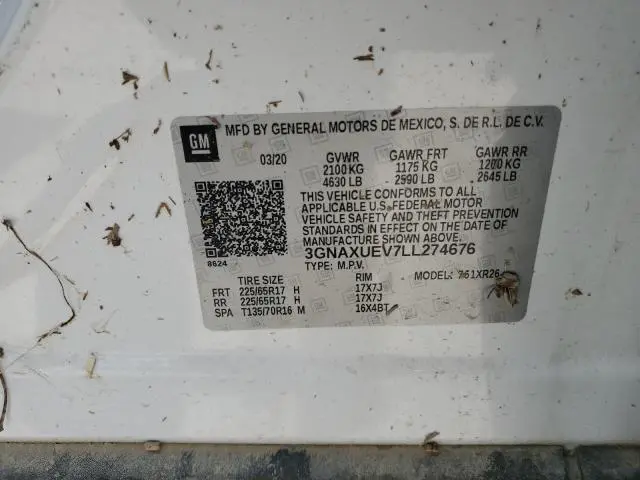 GM MFD BY GENERAL MOTORS DE MEXICO, S. DE R.L. DE C.V.
03/20 GVWR GAWR FRT GAWR RR
2100 KG 1175 KG 1200 KG
4630 LB 2590 LB 2645 LB
THIS VEHICLE CONFORMS TO ALL
APPLICABLE U.S. FEDERAL MOTOR
VEHICLE SAFETY AND THEFT PREVENTION
STANDARDS IN EFFECT ON THE DATE OF
MANUFACTURE SHOWN ABOVE.
8624 3GNAXUEV7LL274676
TYPE: M.P.V. MODEL: 1XR26
TIRE SIZE RIM
FRT 225/65R17 H 17X7J
RR 225/65R17 H 17X7J
SPA T135/70R16 M 16X4BT